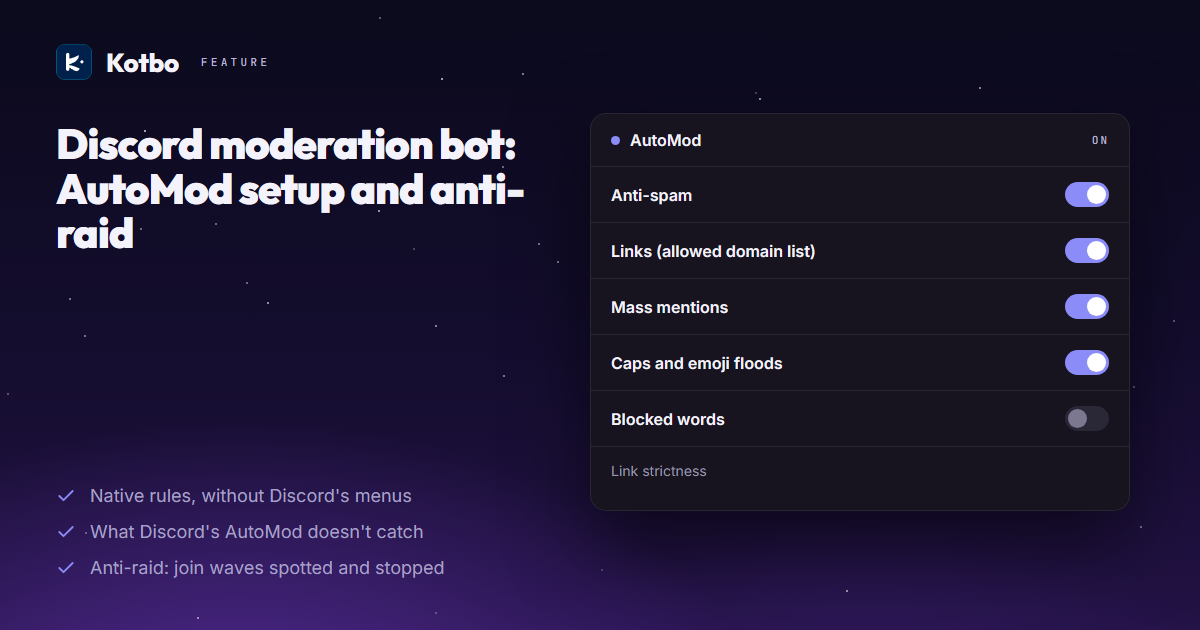 Kotbo FEATURE
Discord moderation bot:
AutoMod setup and anti-
raid
Native rules, without Discord's menus
What Discord's AutoMod doesn't catch
Anti-raid: join waves spotted and stopped
AutoMod ON
Anti-spam
Links (allowed domain list)
Mass mentions
Caps and emoji floods
Blocked words
Link strictness